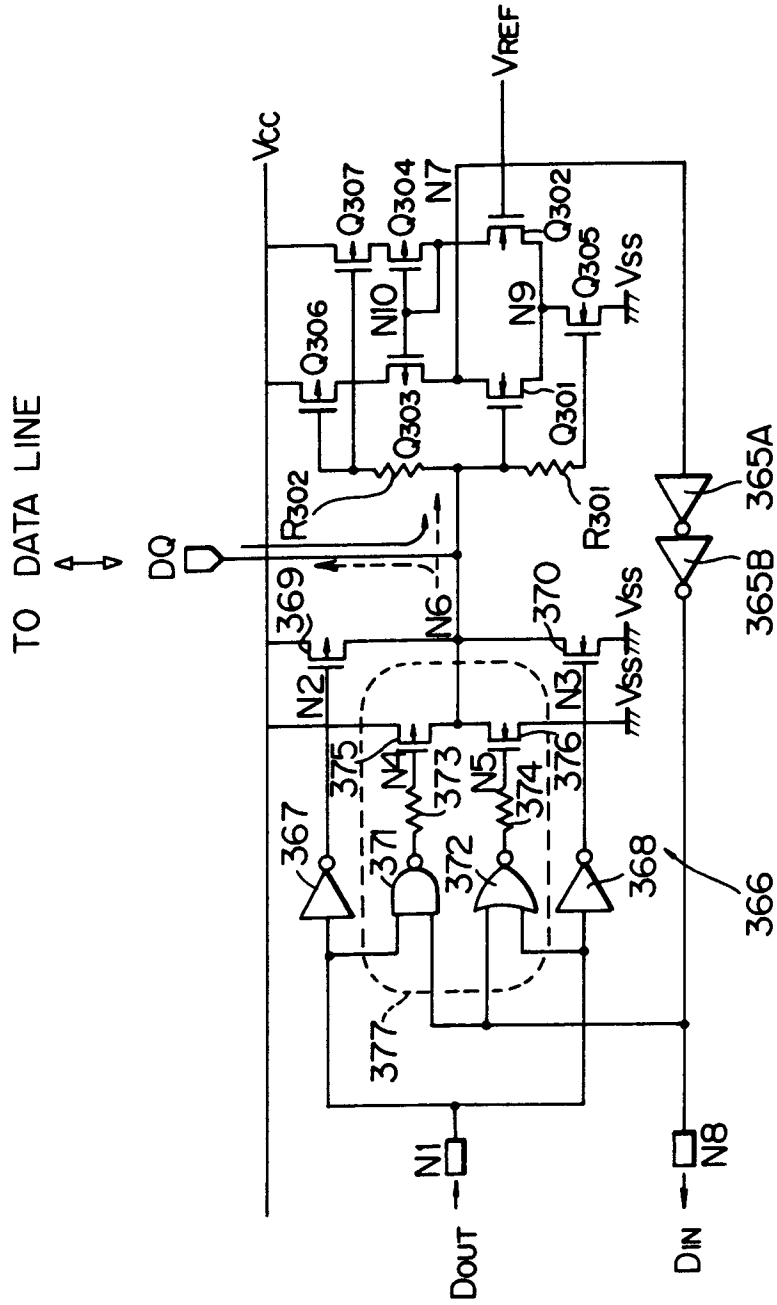 TO DATA LINE
DQ
VCC
Q306
Q307
R302
N10
Q304
Q303
N7
369
N2
N6
367
375
N4
373
371
377
N1
DOUT
372
N5
374
376
VSS
N3
370
VSS
368
366
Q301
R301
Q302
VREF
N9
Q305
VSS
365A
365B
N8
DIN